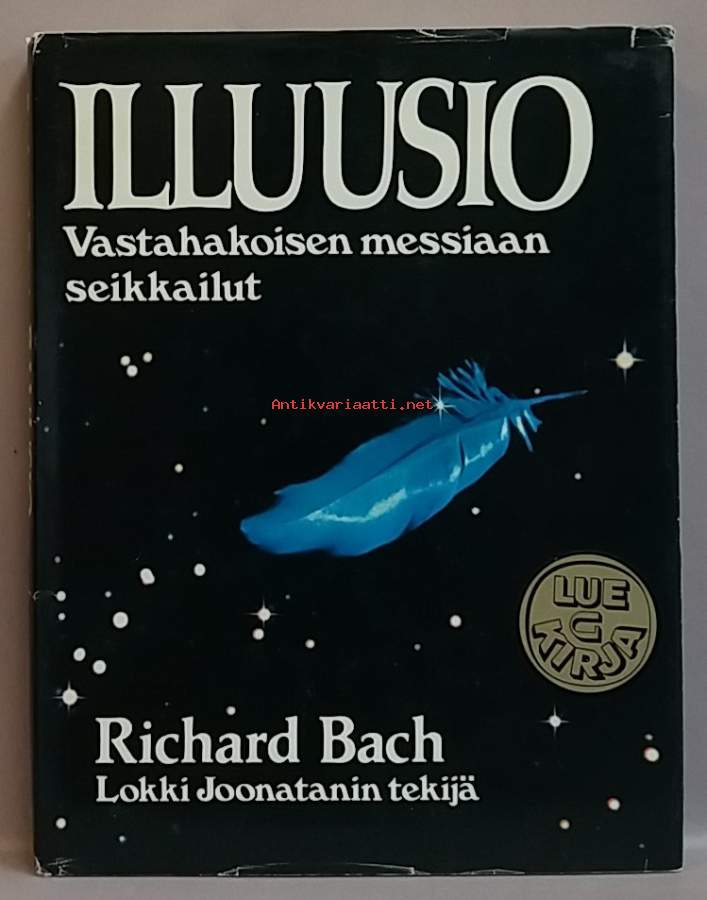 ILLUUSIO
Vastahakoisen messiaan
seikkailut
Antikvariaatti.net
LUE
KIRJA
Richard Bach
Lokki Joonatanin tekijä